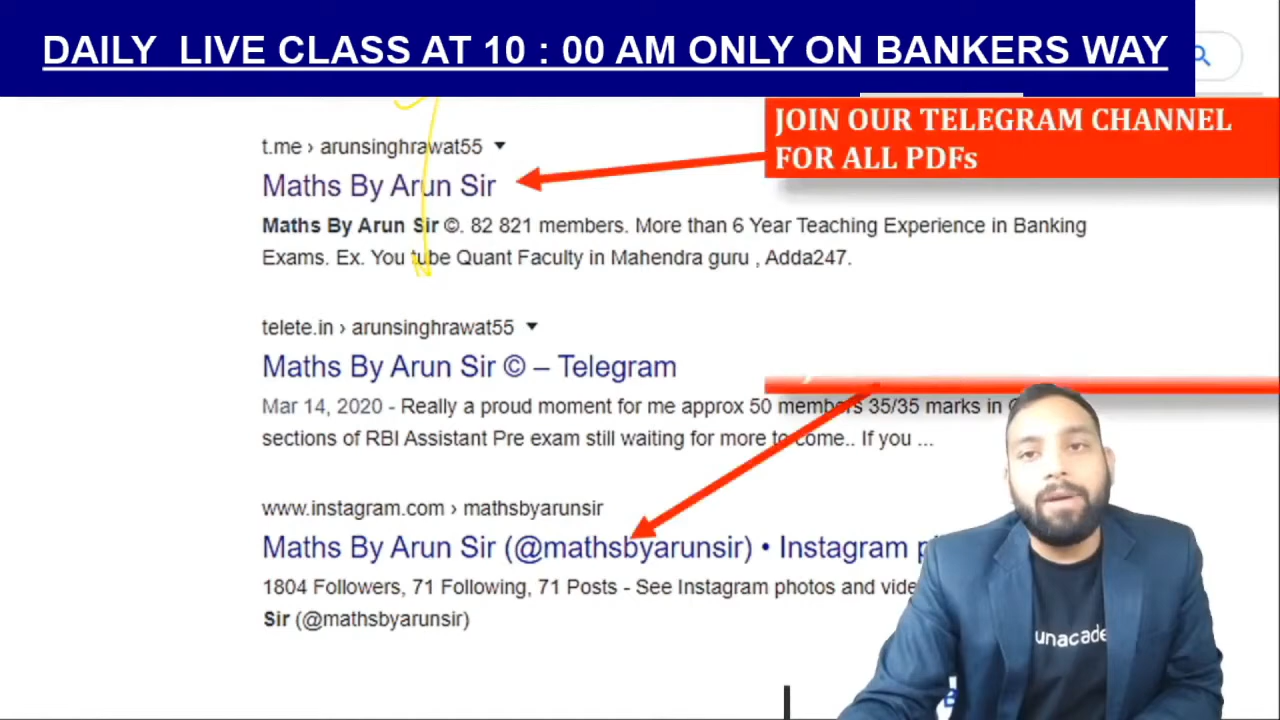 DAILY LIVE CLASS AT 10 : 00 AM ONLY ON BANKERS WAY
JOIN OUR TELEGRAM CHANNEL
FOR ALL PDFs
t.me › arunsinghrawat55
Maths By Arun Sir
Maths By Arun Sir ©. 82 821 members. More than 6 Year Teaching Experience in Banking
Exams. Ex. You tube Quant Faculty in Mahendra guru , Adda247.
telete.in › arunsinghrawat55
Maths By Arun Sir © – Telegram
Mar 14, 2020 - Really a proud moment for me approx 50 members 35/35 marks in
sections of RBI Assistant Pre exam still waiting for more to come.. If you ...
www.instagram.com › mathsbyarunsir
Maths By Arun Sir (@mathsbyarunsir) • Instagram
1804 Followers, 71 Following, 71 Posts - See Instagram photos and
Sir (@mathsbyarunsir)
unacade